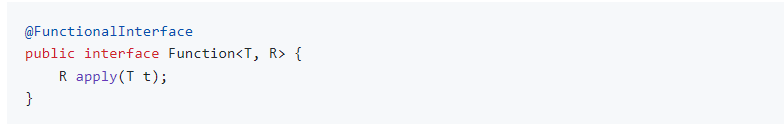 @FunctionalInterface
public interface Function<T, R> {
    R apply(T t);
}